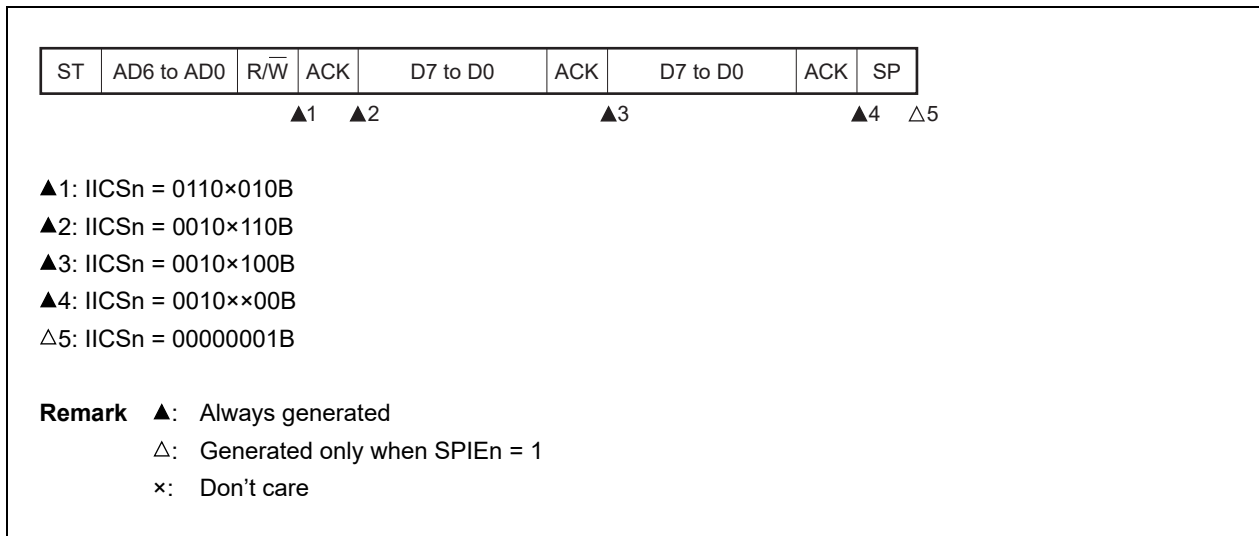 ST AD6 to AD0 R/W̅ ACK D7 to D0 ACK D7 to D0 ACK SP
▲1 ▲2 ▲3 ▲4 △5
▲1: IICSn = 0110×010B
▲2: IICSn = 0010×110B
▲3: IICSn = 0010×100B
▲4: IICSn = 0010××00B
△5: IICSn = 00000001B
Remark ▲: Always generated
△: Generated only when SPIEn = 1
×: Don't care